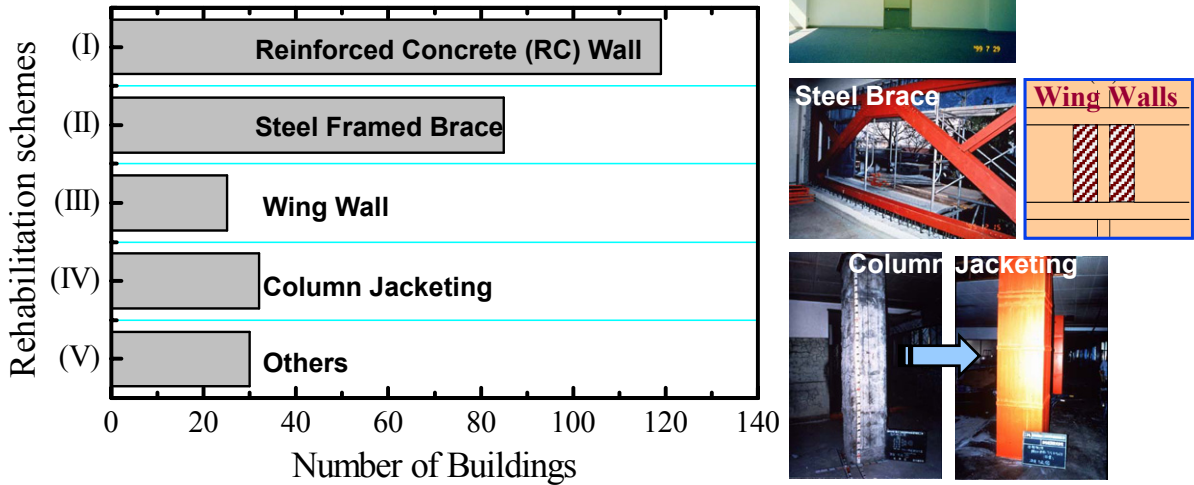 Rehabilitation schemes
(I)
Reinforced Concrete (RC) Wall
(II)
Steel Framed Brace
(III)
Wing Wall
(IV)
Column Jacketing
(V)
Others
0 20 40 60 80 100 120 140
Number of Buildings
'99 7 29
Steel Brace
Wing Walls
Column Jacketing